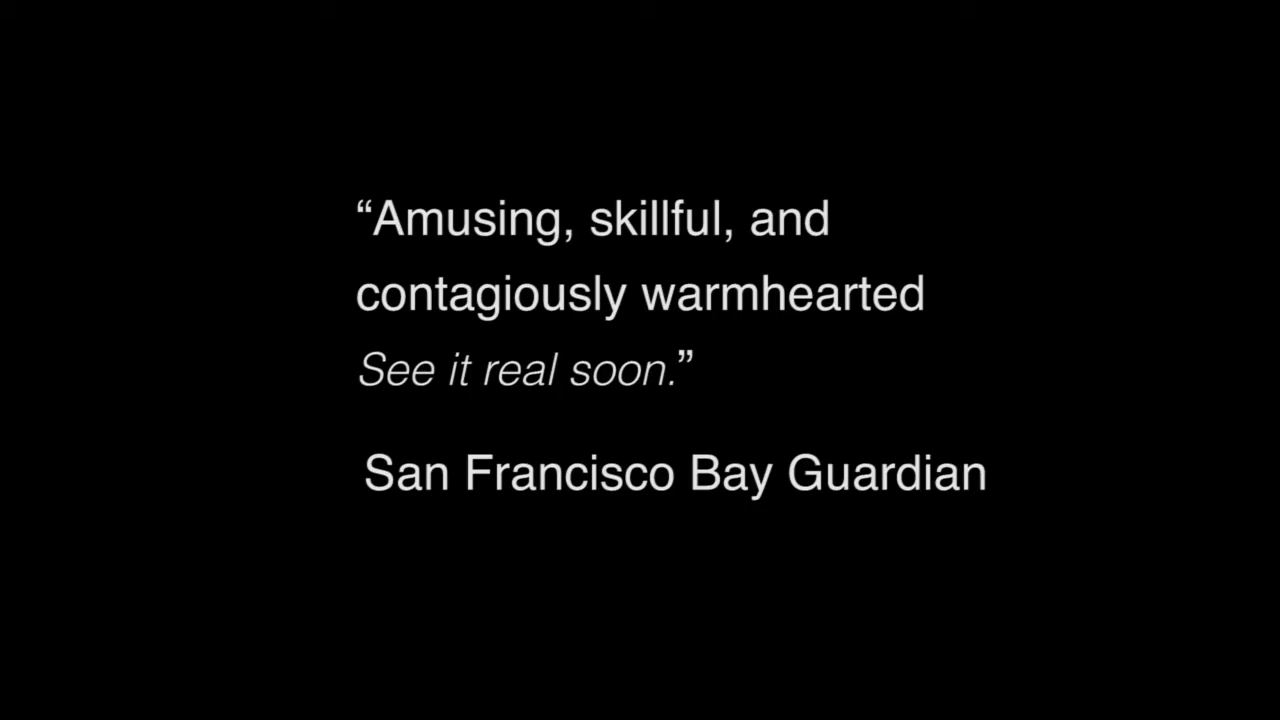 “Amusing, skillful, and
contagiously warmhearted
See it real soon.”
San Francisco Bay Guardian